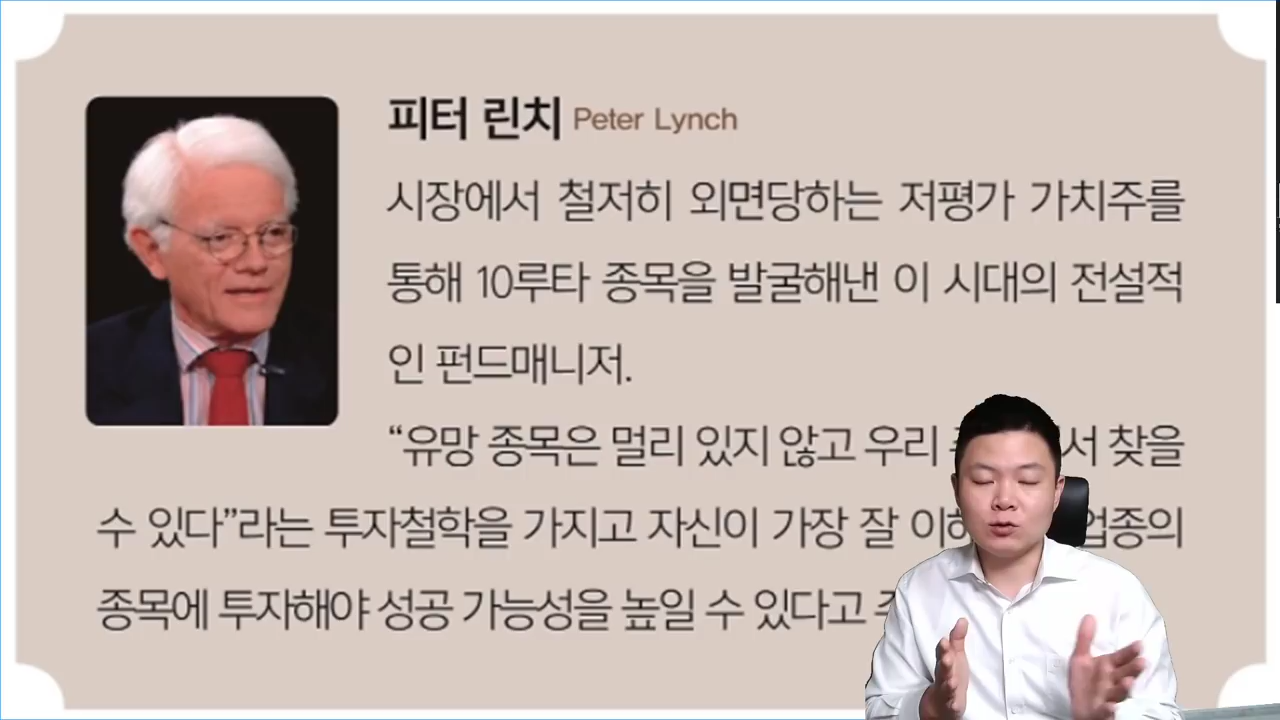 피터 린치 Peter Lynch
시장에서 철저히 외면당하는 저평가 가치주를
통해 10루타 종목을 발굴해낸 이 시대의 전설적
인 펀드매니저.
“유망 종목은 멀리 있지 않고 우리 찾을
수 있다”라는 투자철학을 가지고 자신이 가장 잘 업종의
종목에 투자해야 성공 가능성을 높일 수 있다고